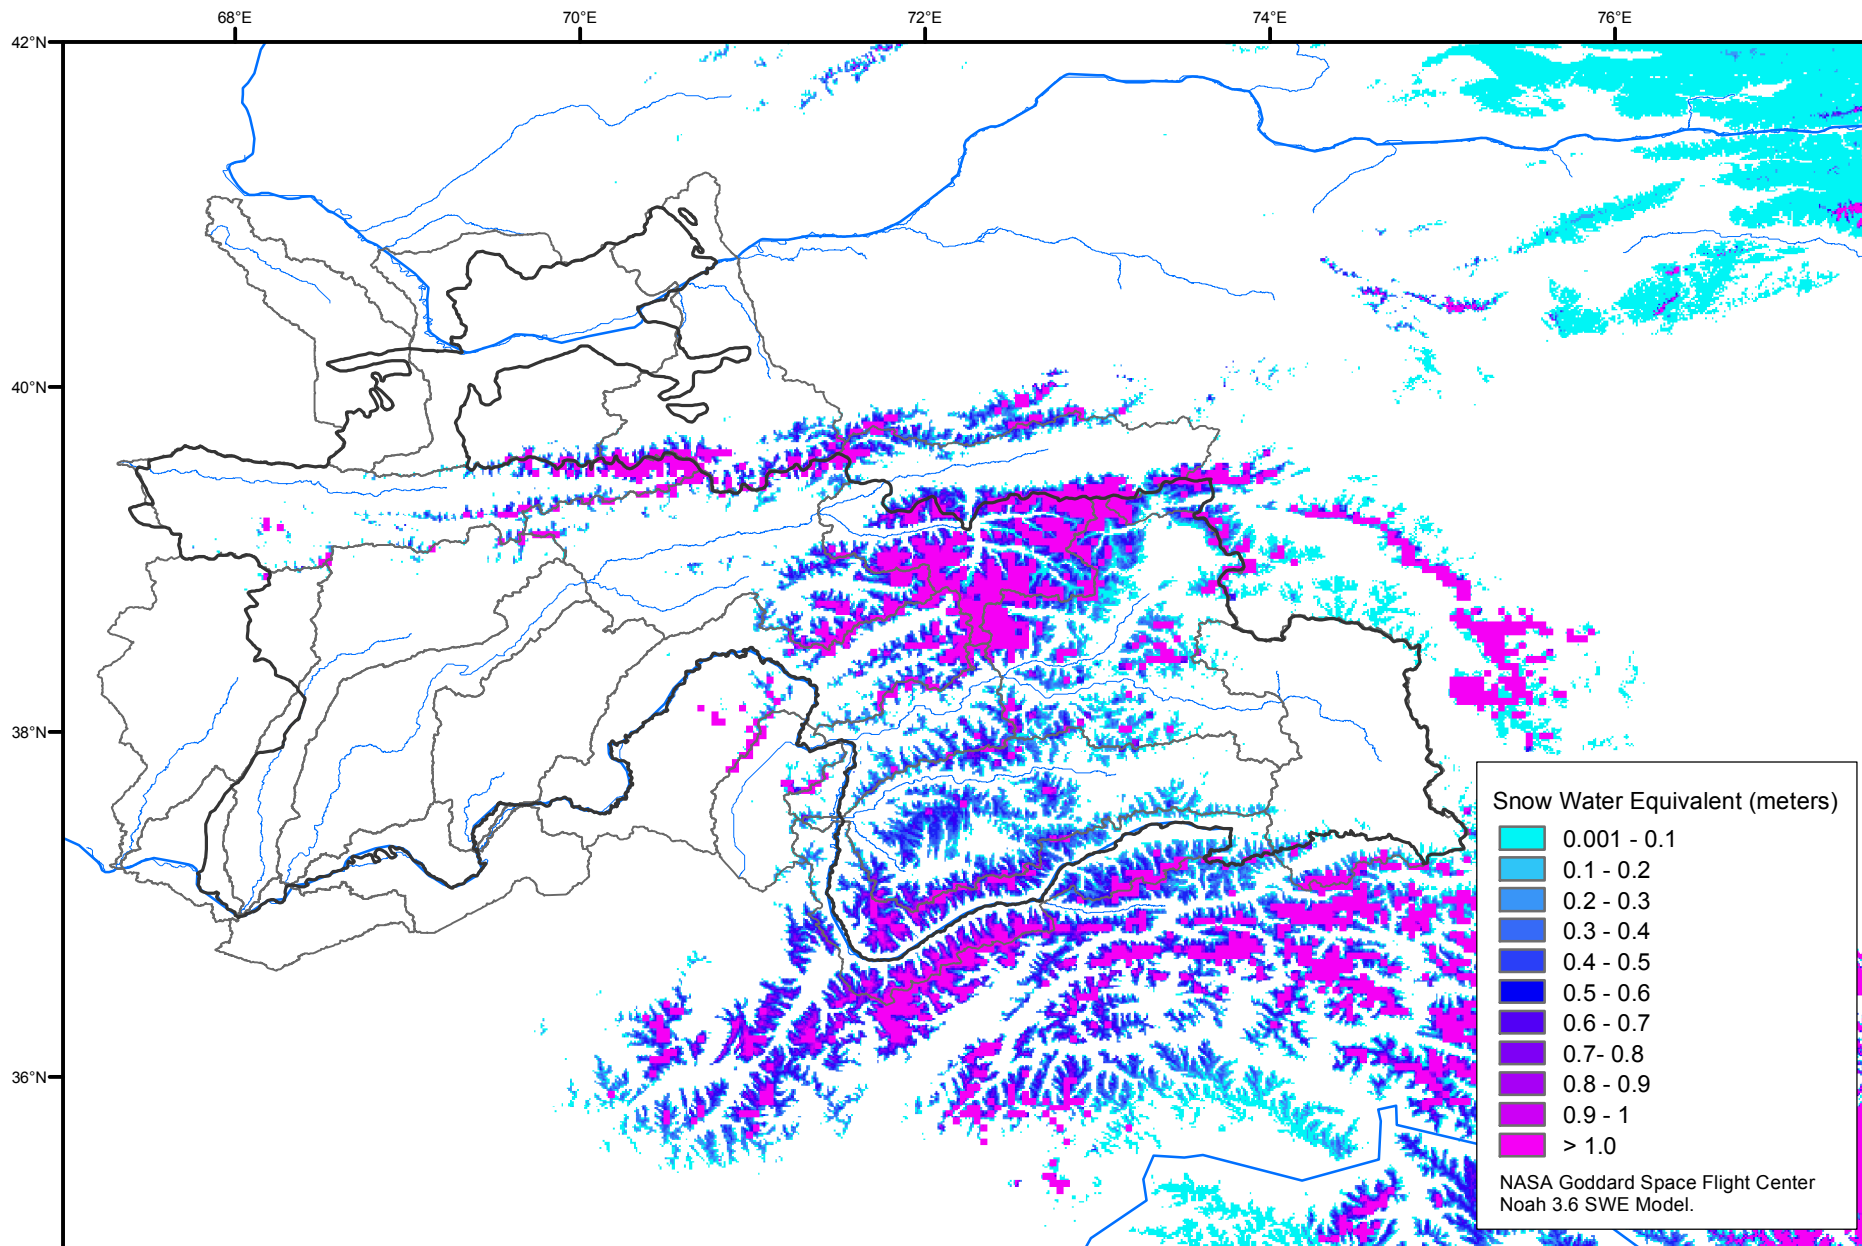 68°E 70°E 72°E 74°E 76°E
42°N
40°N
38°N
36°N
Snow Water Equivalent (meters)
0.001 - 0.1
0.1 - 0.2
0.2 - 0.3
0.3 - 0.4
0.4 - 0.5
0.5 - 0.6
0.6 - 0.7
0.7- 0.8
0.8 - 0.9
0.9 - 1
> 1.0
NASA Goddard Space Flight Center
Noah 3.6 SWE Model.